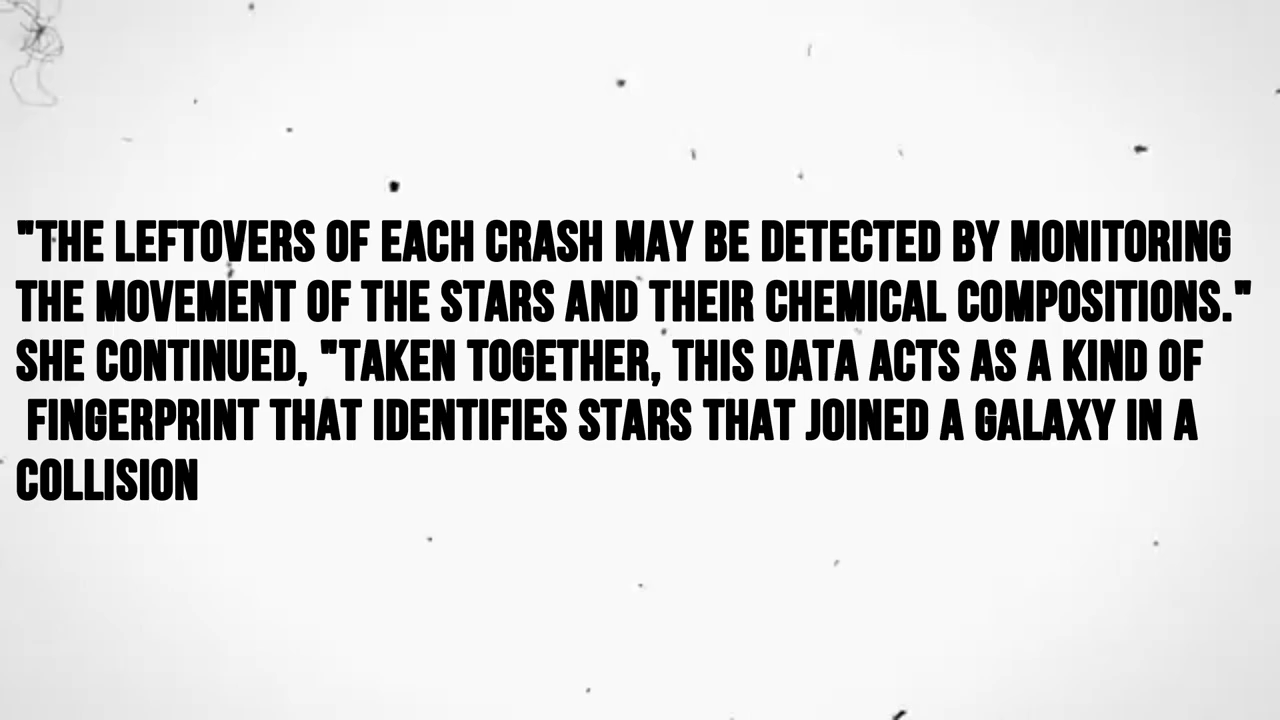 "THE LEFTOVERS OF EACH CRASH MAY BE DETECTED BY MONITORING
THE MOVEMENT OF THE STARS AND THEIR CHEMICAL COMPOSITIONS."
SHE CONTINUED, "TAKEN TOGETHER, THIS DATA ACTS AS A KIND OF
FINGERPRINT THAT IDENTIFIES STARS THAT JOINED A GALAXY IN A
COLLISION